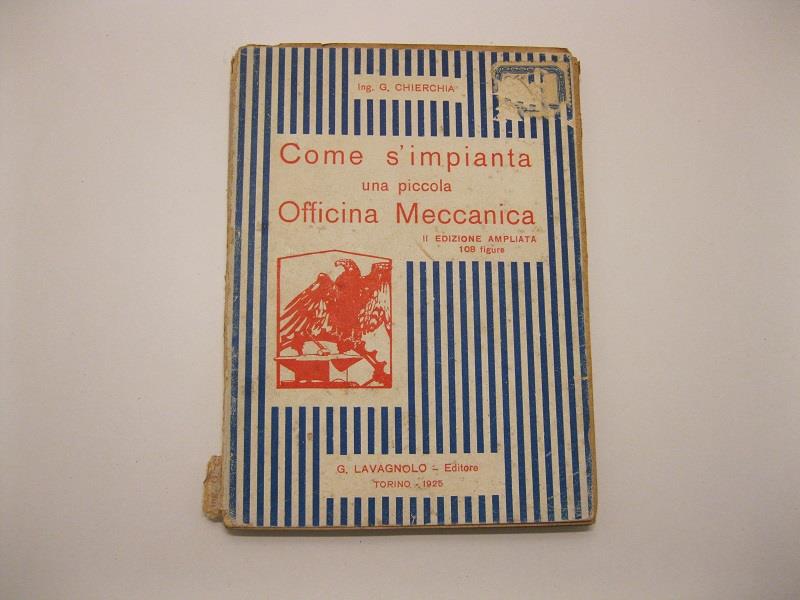 Ing. G. CHIERCHIA
Come s'impianta
una piccola
Officina Meccanica
II EDIZIONE AMPLIATA
108 figure
G. LAVAGNOLO - Editore
TORINO - 1925